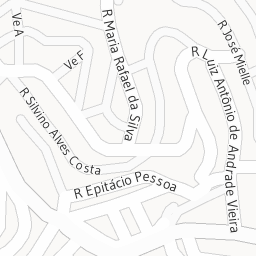 Ve A
Ve F
R Maria Rafael da Silva
R José Mielle
R Luiz Antônio de Andrade Vieira
R Silvino Alves Costa
R Epitácio Pessoa